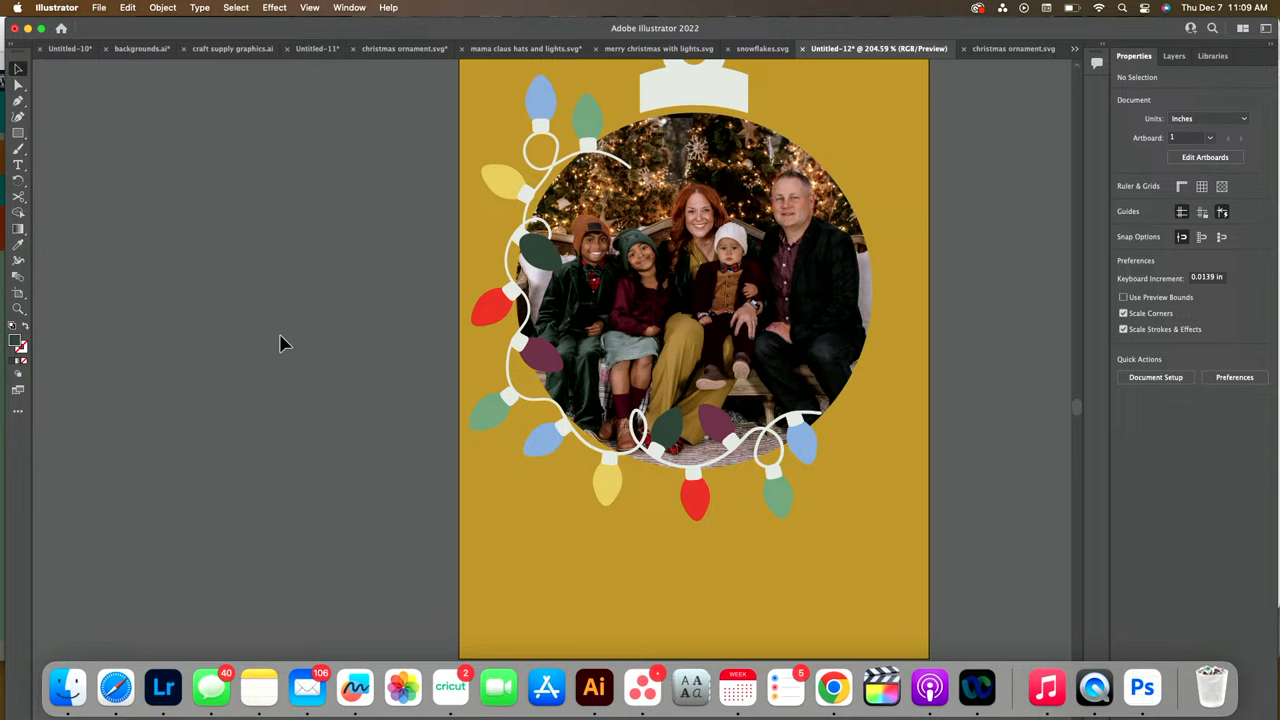 Illustrator File Edit Object Type Select Effect View Window Help
12 Thu Dec 7 11:09 AM
Adobe Illustrator 2022
Untitled-10* backgrounds.ai* craft supply graphics.ai Untitled-11* christmas ornament.svg* mama claus hats and lights.svg* merry christmas with lights.svg snowflakes.svg Untitled-12* @ 204.59 % (RGB/Preview) christmas ornament.svg
Properties Layers Libraries
No Selection
Document
Units: Inches
Artboard: 1
Edit Artboards
Ruler & Grids
Guides
Snap Options
Preferences
Keyboard Increment: 0.0139 in
Use Preview Bounds
Scale Corners
Scale Strokes & Effects
Quick Actions
Document Setup Preferences
Lr 40 106 2 cricut Ai AA Aa WEEK 5 Ps